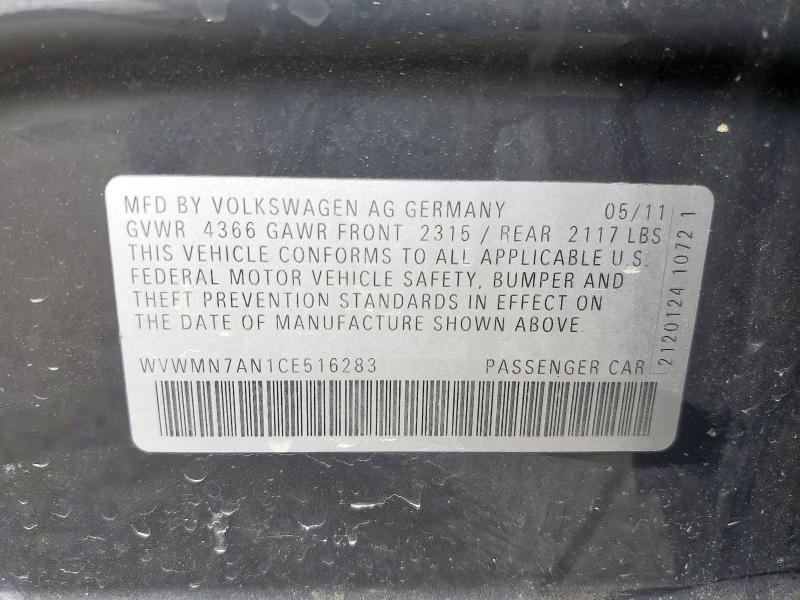 MFD BY VOLKSWAGEN AG GERMANY 05/11
GVWR 4366 GAWR FRONT 2315 / REAR 2117 LBS
THIS VEHICLE CONFORMS TO ALL APPLICABLE U.S.
FEDERAL MOTOR VEHICLE SAFETY, BUMPER AND
THEFT PREVENTION STANDARDS IN EFFECT ON
THE DATE OF MANUFACTURE SHOWN ABOVE.
WVWMN7AN1CE516283 PASSENGER CAR
2120124 1072 1